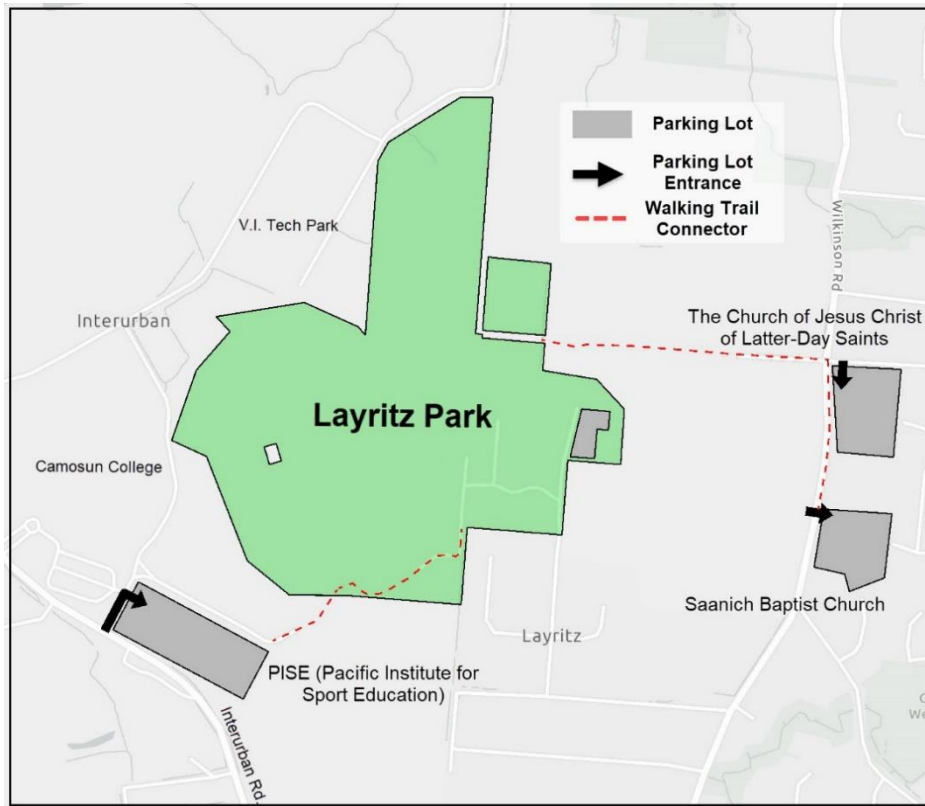 Parking Lot
Parking Lot
Entrance
Walking Trail
Connector
V.I. Tech Park
Wilkinson Rd
Interurban
The Church of Jesus Christ
of Latter-Day Saints
Layritz Park
Camosun College
Saanich Baptist Church
Layritz
PISE (Pacific Institute for
Sport Education)
Interurban Rd.